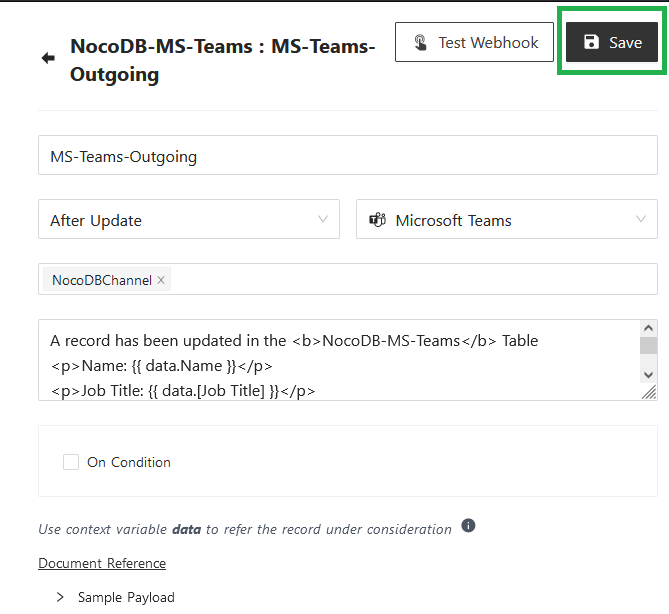 NocoDB-MS-Teams : MS-Teams-
Outgoing
Test Webhook
Save
MS-Teams-Outgoing
After Update
Microsoft Teams
NocoDBChannel ×
A record has been updated in the <b>NocoDB-MS-Teams</b> Table
<p>Name: {{ data.Name }}</p>
<p>Job Title: {{ data.[Job Title] }}</p>
On Condition
Use context variable data to refer the record under consideration
Document Reference
Sample Payload